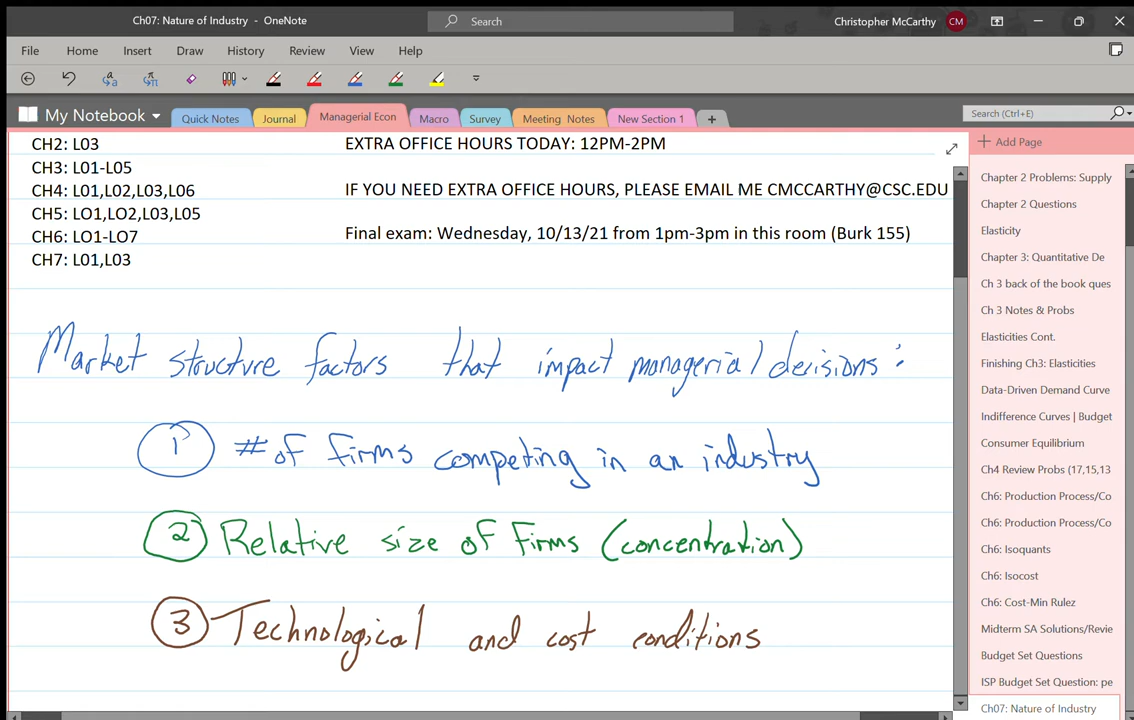 Ch07: Nature of Industry - OneNote
Search
Christopher McCarthy
CM
File Home Insert Draw History Review View Help
My Notebook
Quick Notes
Journal
Managerial Econ
Macro
Survey
Meeting Notes
New Section 1
Search (Ctrl+E)
CH2: L03
CH3: L01-L05
CH4: L01,L02,L03,L06
CH5: LO1,LO2,L03,L05
CH6: LO1-LO7
CH7: L01,L03
EXTRA OFFICE HOURS TODAY: 12PM-2PM
IF YOU NEED EXTRA OFFICE HOURS, PLEASE EMAIL ME CMCCARTHY@CSC.EDU
Final exam: Wednesday, 10/13/21 from 1pm-3pm in this room (Burk 155)
Market structure factors that impact managerial decisions:
1 # of firms competing in an industry
2 Relative size of firms (concentration)
3 Technological and cost conditions
Add Page
Chapter 2 Problems: Supply
Chapter 2 Questions
Elasticity
Chapter 3: Quantitative De
Ch 3 back of the book ques
Ch 3 Notes & Probs
Elasticities Cont.
Finishing Ch3: Elasticities
Data-Driven Demand Curve
Indifference Curves | Budget
Consumer Equilibrium
Ch4 Review Probs (17,15,13
Ch6: Production Process/Co
Ch6: Production Process/Co
Ch6: Isoquants
Ch6: Isocost
Ch6: Cost-Min Rulez
Midterm SA Solutions/Revie
Budget Set Questions
ISP Budget Set Question: pe
Ch07: Nature of Industry